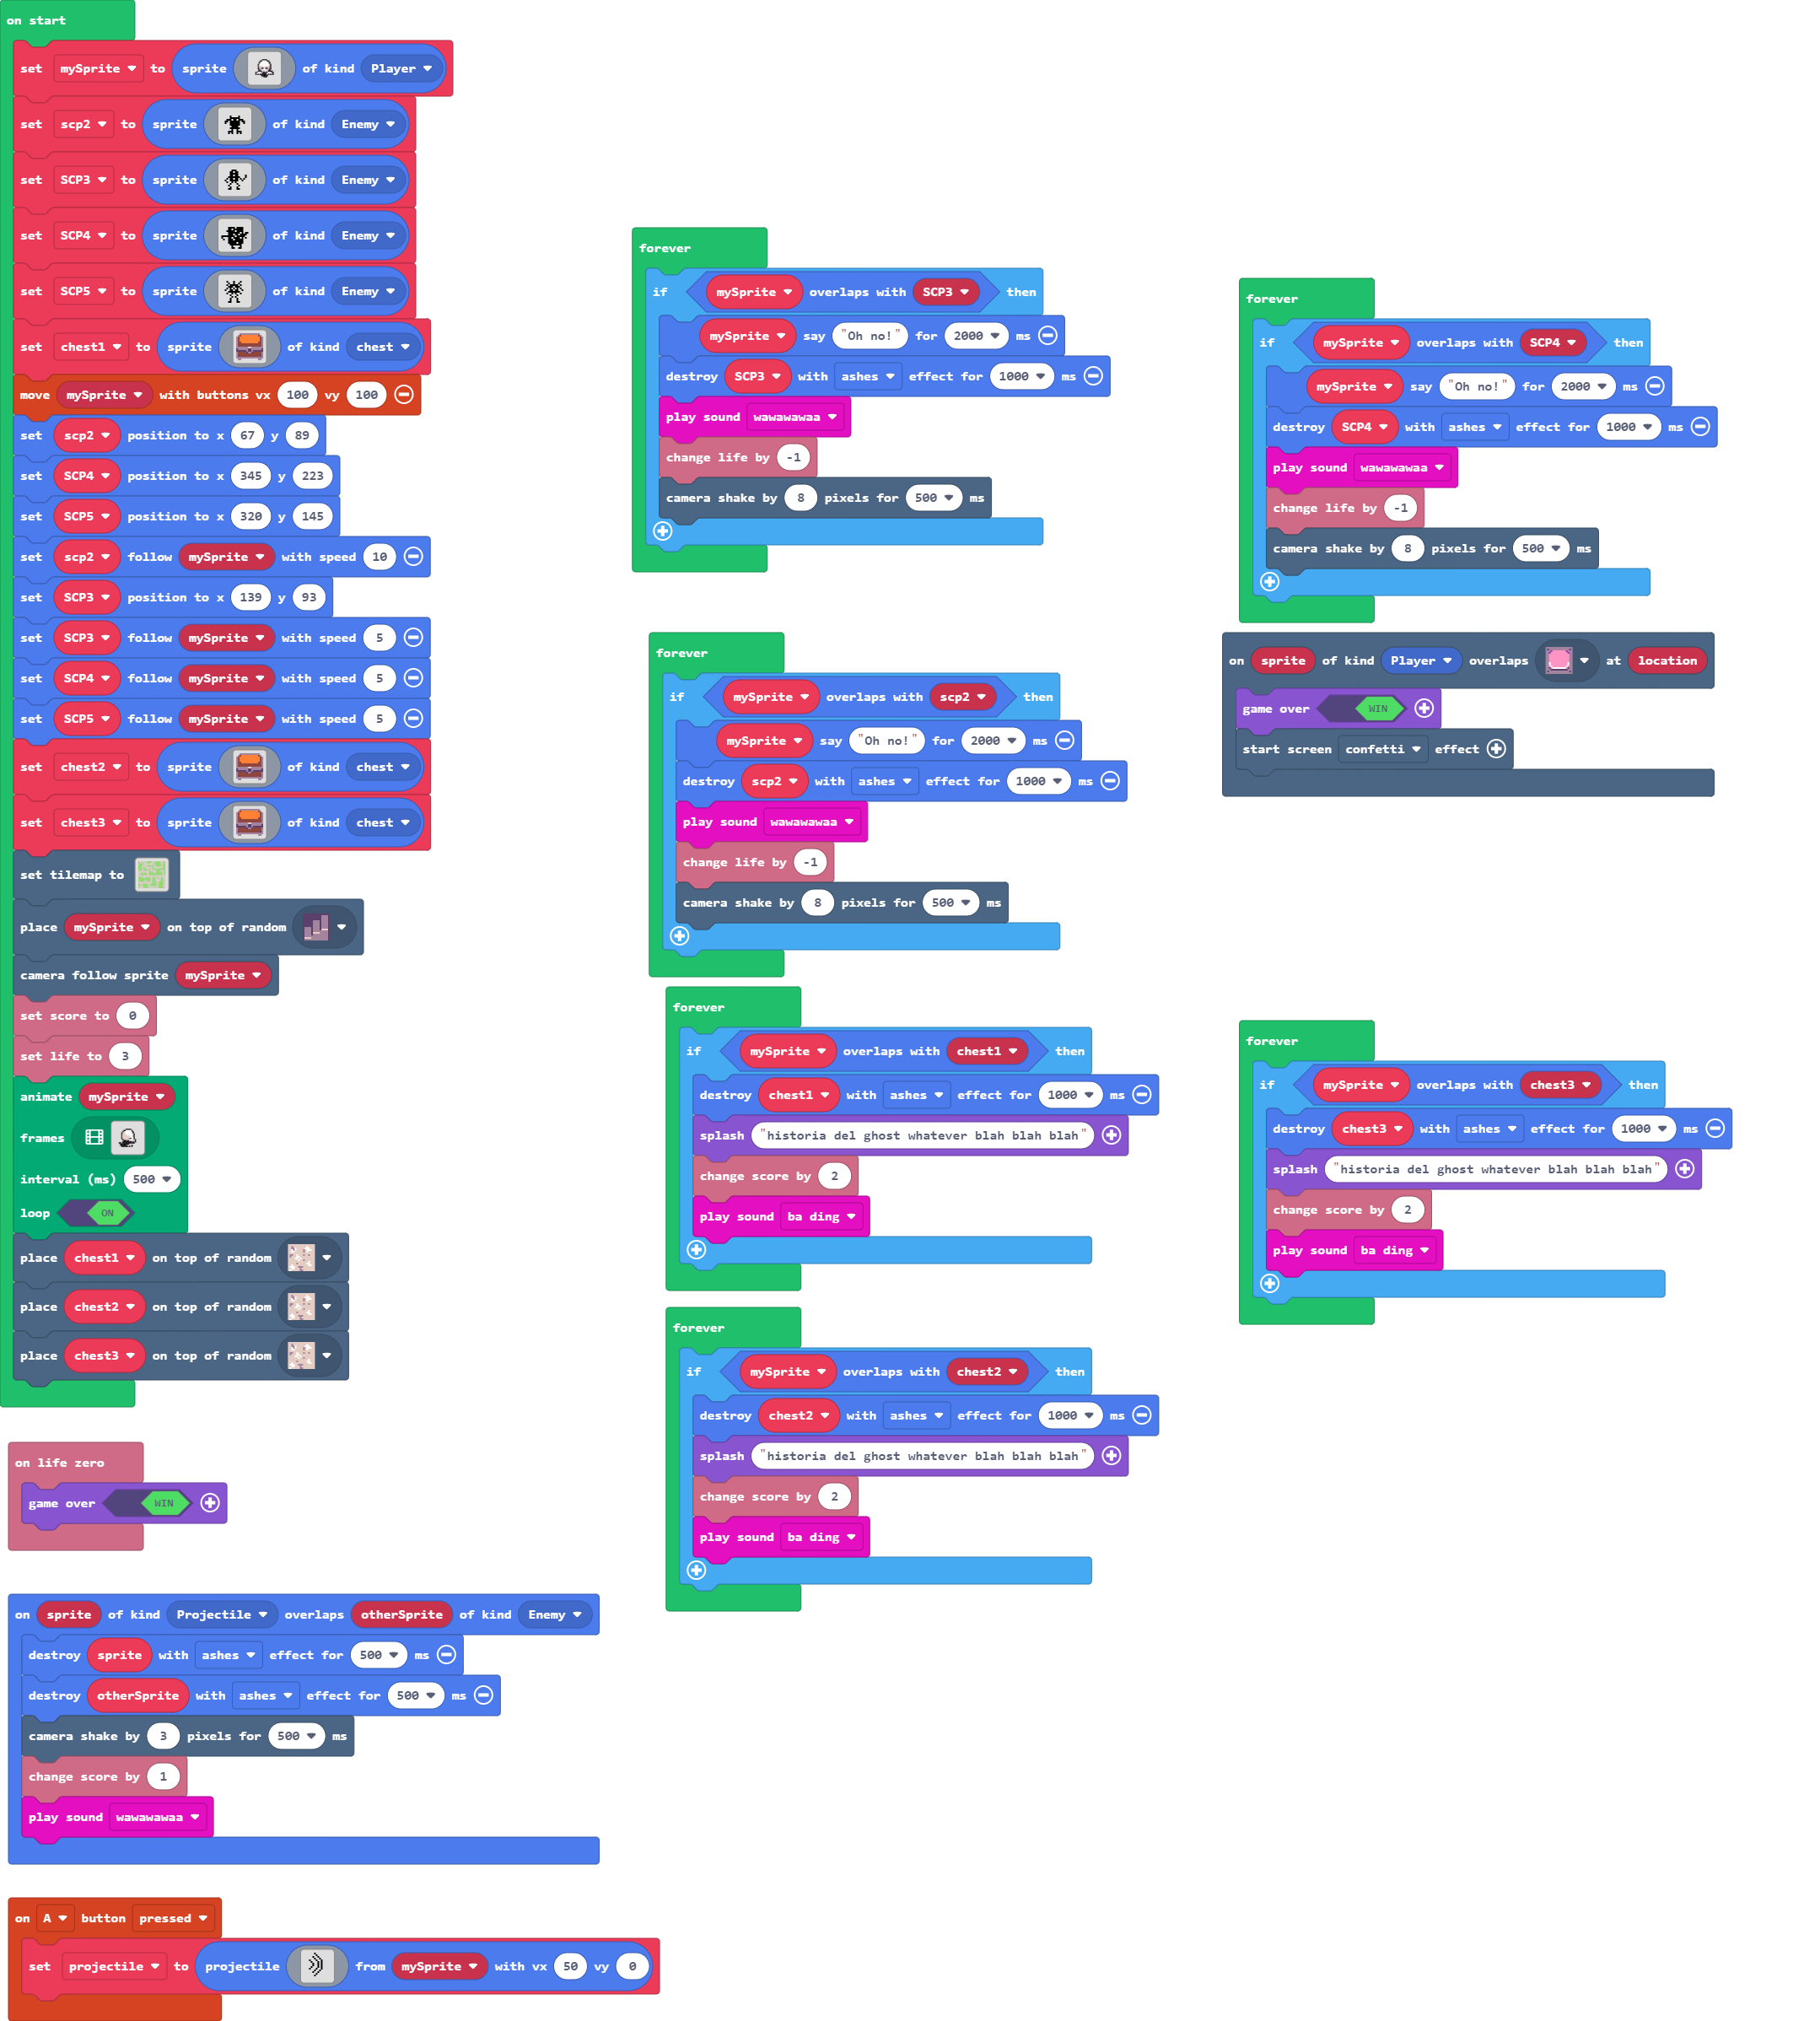 on start
set mySprite to sprite of kind Player
set scp2 to sprite of kind Enemy
set SCP3 to sprite of kind Enemy
set SCP4 to sprite of kind Enemy
set SCP5 to sprite of kind Enemy
set chest1 to sprite of kind chest
move mySprite with buttons vx 100 vy 100
set scp2 position to x 67 y 89
set SCP4 position to x 345 y 223
set SCP5 position to x 320 y 145
set scp2 follow mySprite with speed 10
set SCP3 position to x 139 y 93
set SCP3 follow mySprite with speed 5
set SCP4 follow mySprite with speed 5
set SCP5 follow mySprite with speed 5
set chest2 to sprite of kind chest
set chest3 to sprite of kind chest
set tilemap to
place mySprite on top of random
camera follow sprite mySprite
set score to 0
set life to 3
animate mySprite
frames
interval (ms) 500
loop ON
place chest1 on top of random
place chest2 on top of random
place chest3 on top of random
on life zero
game over WIN
on sprite of kind Projectile overlaps otherSprite of kind Enemy
destroy sprite with ashes effect for 500 ms
destroy otherSprite with ashes effect for 500 ms
camera shake by 3 pixels for 500 ms
change score by 1
play sound wawawawaa
on A button pressed
set projectile to projectile from mySprite with vx 50 vy 0
forever
if mySprite overlaps with SCP3 then
mySprite say "Oh no!" for 2000 ms
destroy SCP3 with ashes effect for 1000 ms
play sound wawawawaa
change life by -1
camera shake by 8 pixels for 500 ms
forever
if mySprite overlaps with scp2 then
mySprite say "Oh no!" for 2000 ms
destroy scp2 with ashes effect for 1000 ms
play sound wawawawaa
change life by -1
camera shake by 8 pixels for 500 ms
forever
if mySprite overlaps with chest1 then
destroy chest1 with ashes effect for 1000 ms
splash "historia del ghost whatever blah blah blah"
change score by 2
play sound ba ding
forever
if mySprite overlaps with chest2 then
destroy chest2 with ashes effect for 1000 ms
splash "historia del ghost whatever blah blah blah"
change score by 2
play sound ba ding
forever
if mySprite overlaps with SCP4 then
mySprite say "Oh no!" for 2000 ms
destroy SCP4 with ashes effect for 1000 ms
play sound wawawawaa
change life by -1
camera shake by 8 pixels for 500 ms
on sprite of kind Player overlaps at location
game over WIN
start screen confetti effect
forever
if mySprite overlaps with chest3 then
destroy chest3 with ashes effect for 1000 ms
splash "historia del ghost whatever blah blah blah"
change score by 2
play sound ba ding